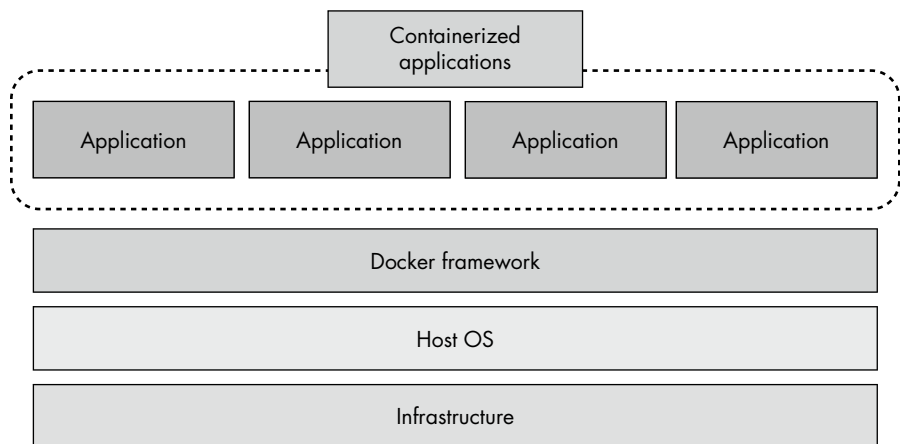 Containerized
applications
Application Application Application Application
Docker framework
Host OS
Infrastructure